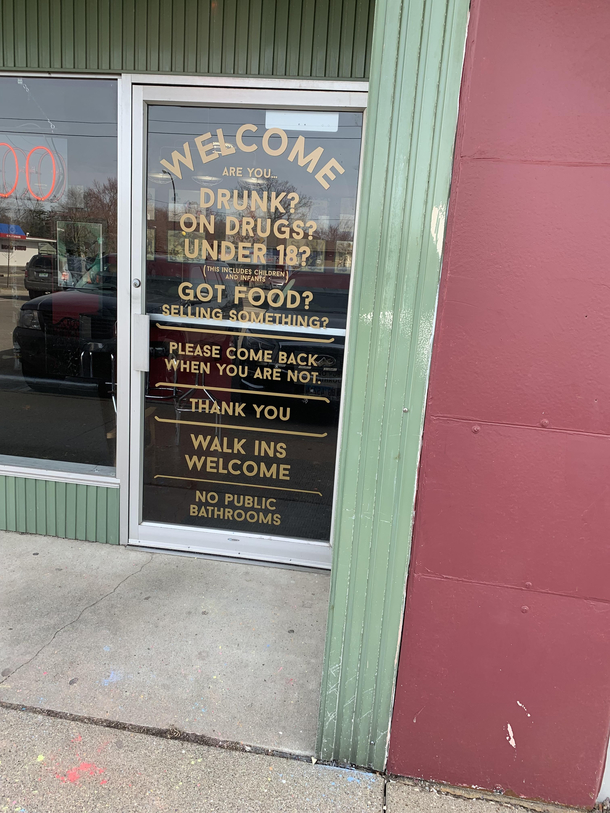 WELCOME
ARE YOU...
DRUNK?
ON DRUGS?
UNDER 18?
(THIS INCLUDES CHILDREN
AND INFANTS)
GOT FOOD?
SELLING SOMETHING?
PLEASE COME BACK
WHEN YOU ARE NOT.
THANK YOU
WALK INS
WELCOME
NO PUBLIC
BATHROOMS